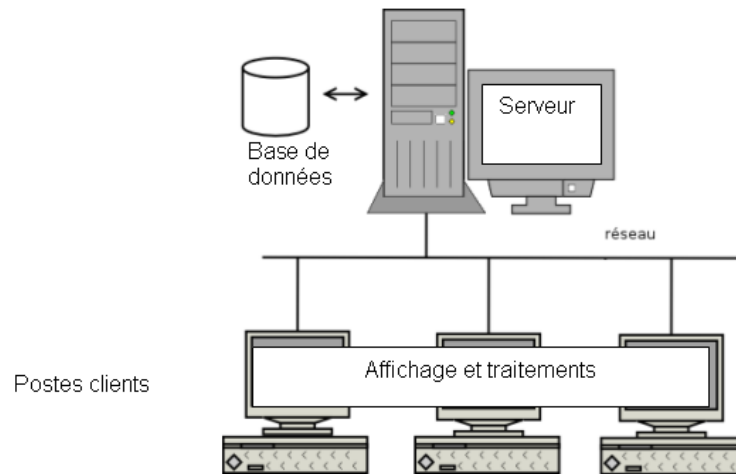 Serveur
Base de
données
réseau
Affichage et traitements
Postes clients